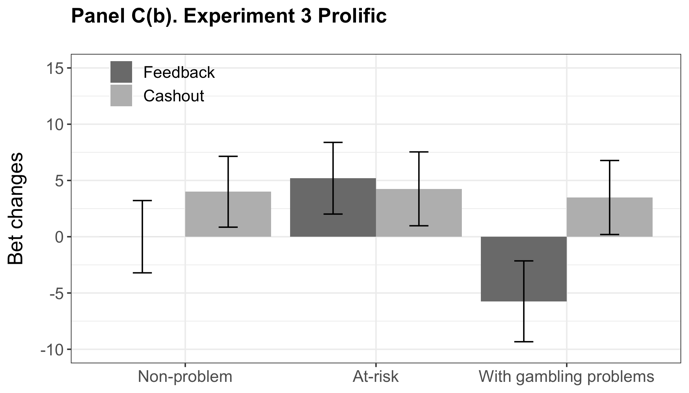 Panel C(b). Experiment 3 Prolific
Feedback
Cashout
Bet changes
15
10
5
0
-5
-10
Non-problem
At-risk
With gambling problems